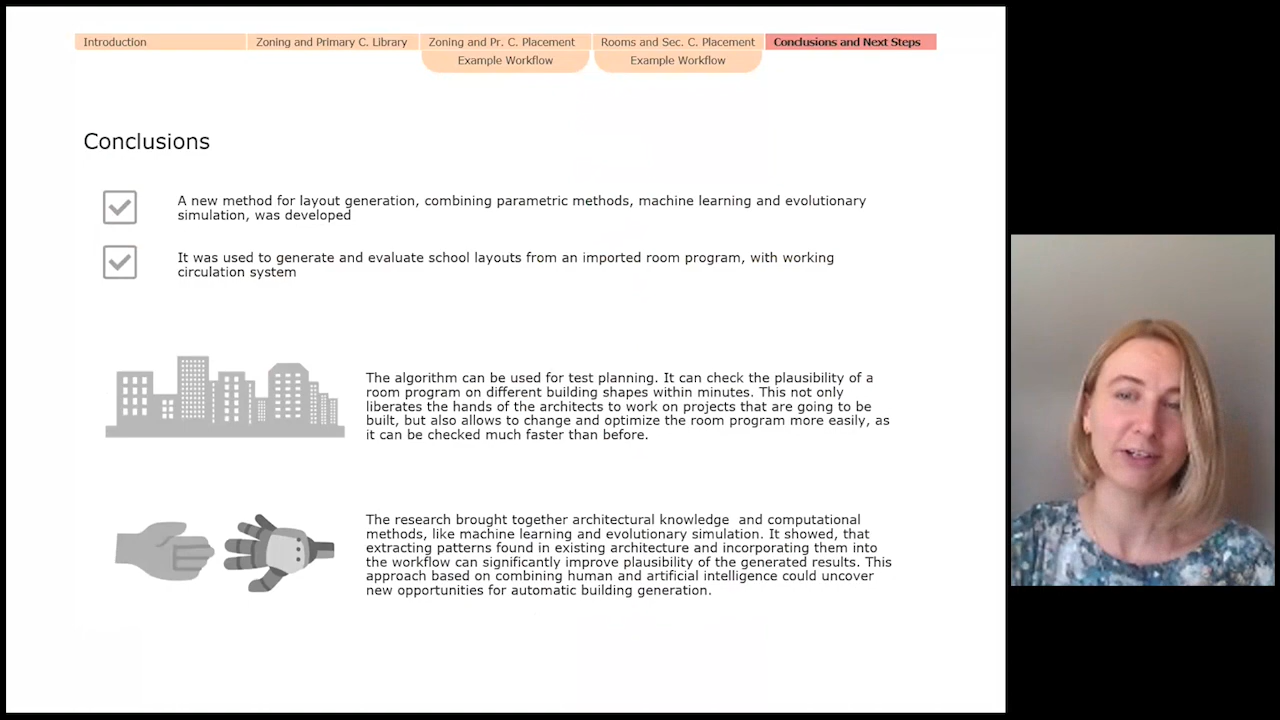 Introduction
Zoning and Primary C. Library
Zoning and Pr. C. Placement
Rooms and Sec. C. Placement
Conclusions and Next Steps
Example Workflow
Example Workflow
Conclusions
A new method for layout generation, combining parametric methods, machine learning and evolutionary
simulation, was developed
It was used to generate and evaluate school layouts from an imported room program, with working
circulation system
The algorithm can be used for test planning. It can check the plausibility of a
room program on different building shapes within minutes. This not only
liberates the hands of the architects to work on projects that are going to be
built, but also allows to change and optimize the room program more easily, as
it can be checked much faster than before.
The research brought together architectural knowledge  and computational
methods, like machine learning and evolutionary simulation. It showed, that
extracting patterns found in existing architecture and incorporating them into
the workflow can significantly improve plausibility of the generated results. This
approach based on combining human and artificial intelligence could uncover
new opportunities for automatic building generation.